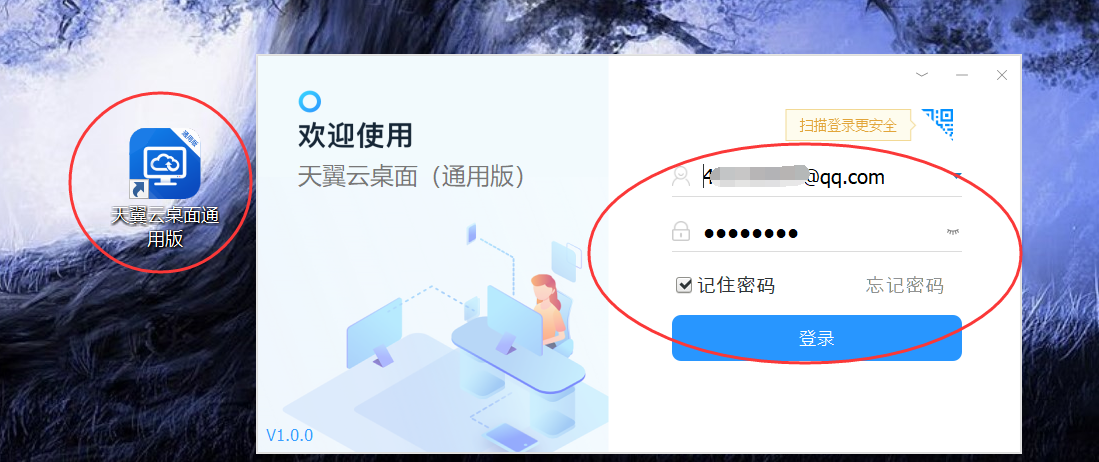 通用版
天翼云桌面通
用版
欢迎使用
天翼云桌面（通用版）
V1.0.0
扫描登录更安全
4 @qq.com
●●●●●●●●
记住密码
忘记密码
登录